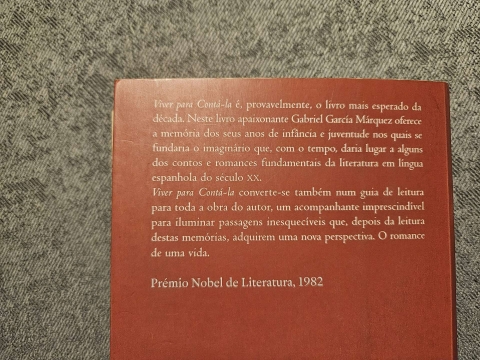 Viver para Contá-la é, provavelmente, o livro mais esperado da
década. Neste livro apaixonante Gabriel García Márquez oferece
a memória dos seus anos de infância e juventude nos quais se
fundaria o imaginário que, com o tempo, daria lugar a alguns
dos contos e romances fundamentais da literatura em língua
espanhola do século XX.
Viver para Contá-la converte-se também num guia de leitura
para toda a obra do autor, um acompanhante imprescindível
para iluminar passagens inesquecíveis que, depois da leitura
destas memórias, adquirem uma nova perspectiva. O romance
de uma vida.
Prémio Nobel de Literatura, 1982